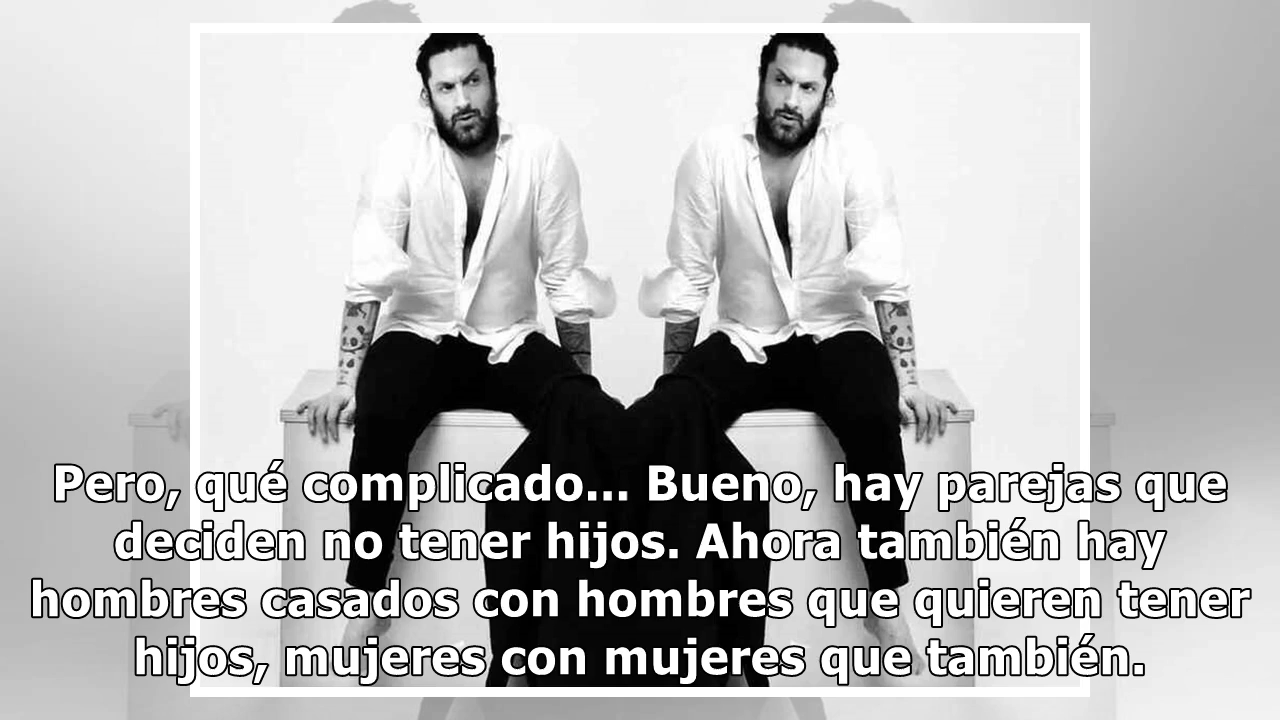 Pero, qué complicado... Bueno, hay parejas que
deciden no tener hijos. Ahora también hay
hombres casados con hombres que quieren tener
hijos, mujeres con mujeres que también.